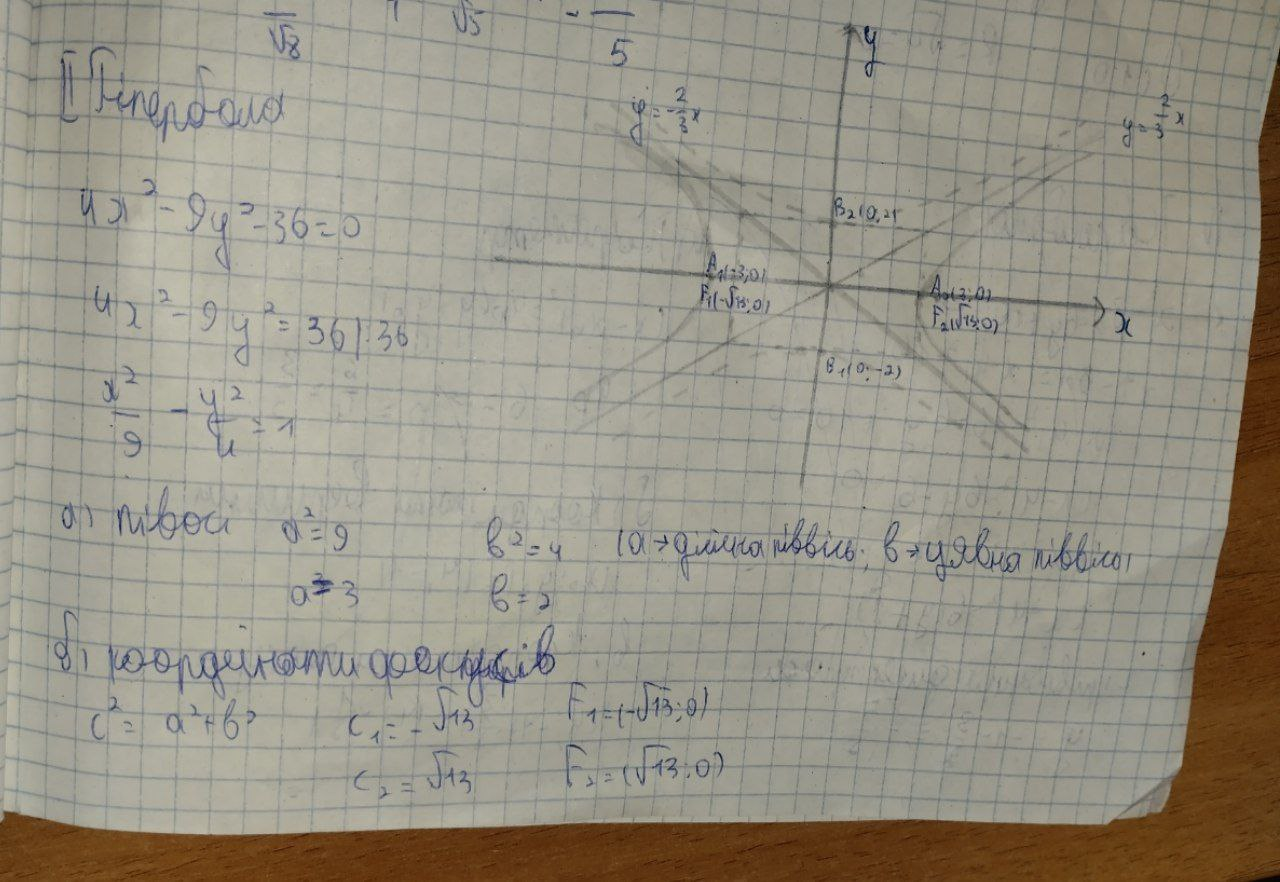 √8 √5 - 5
II Гіпербола
y = -2/3 x
y = 2/3 x
y
4x² - 9y² - 36 = 0
B₂(0; 2)
A₁(-3; 0)
F₁(-√13; 0)
A₂(3; 0)
F₂(√13; 0)
x
4x² - 9y² = 36 | : 36
B₁(0; -2)
x²/9 - y²/4 = 1
а) півосі a² = 9 b² = 4 (a → дійсна піввісь; b → уявна піввісь)
a = 3 b = 2
б) координати фокусів
c² = a² + b² c₁ = -√13 F₁ = (-√13; 0)
c₂ = √13 F₂ = (√13; 0)